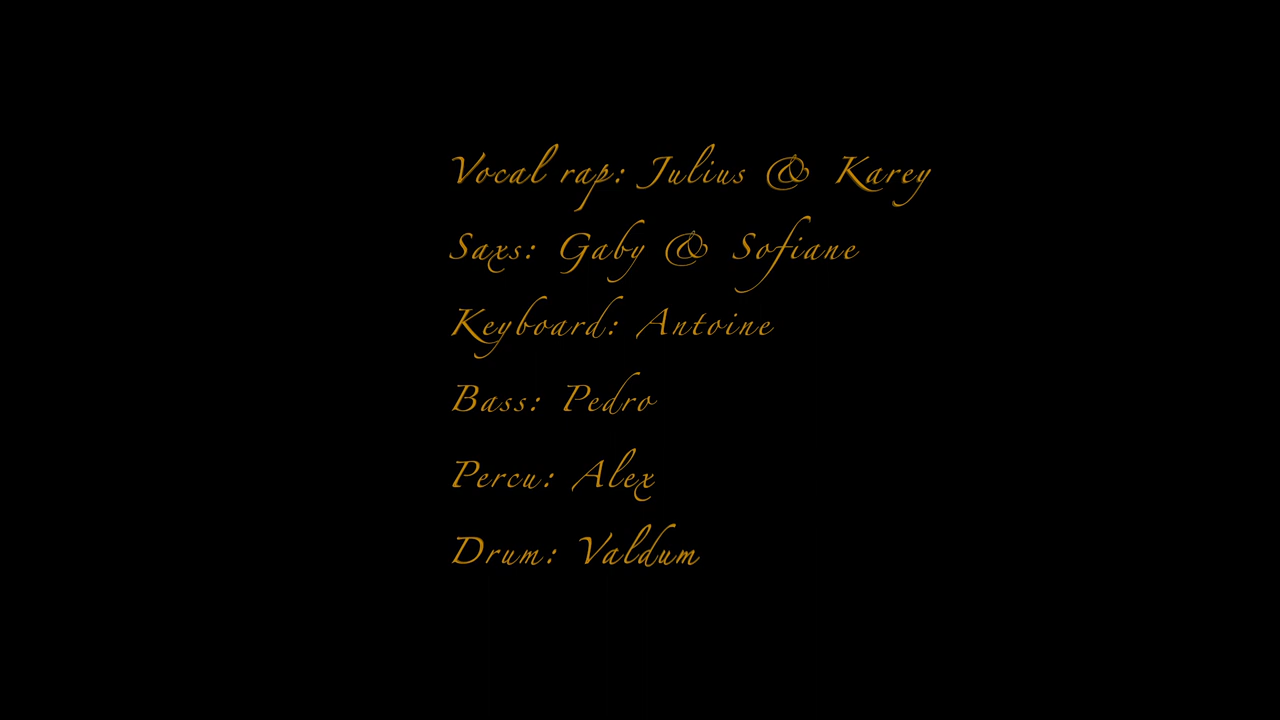 Vocal rap: Julius & Karey
Saxs: Gaby & Sofiane
Keyboard: Antoine
Bass: Pedro
Percu: Alex
Drum: Valdum